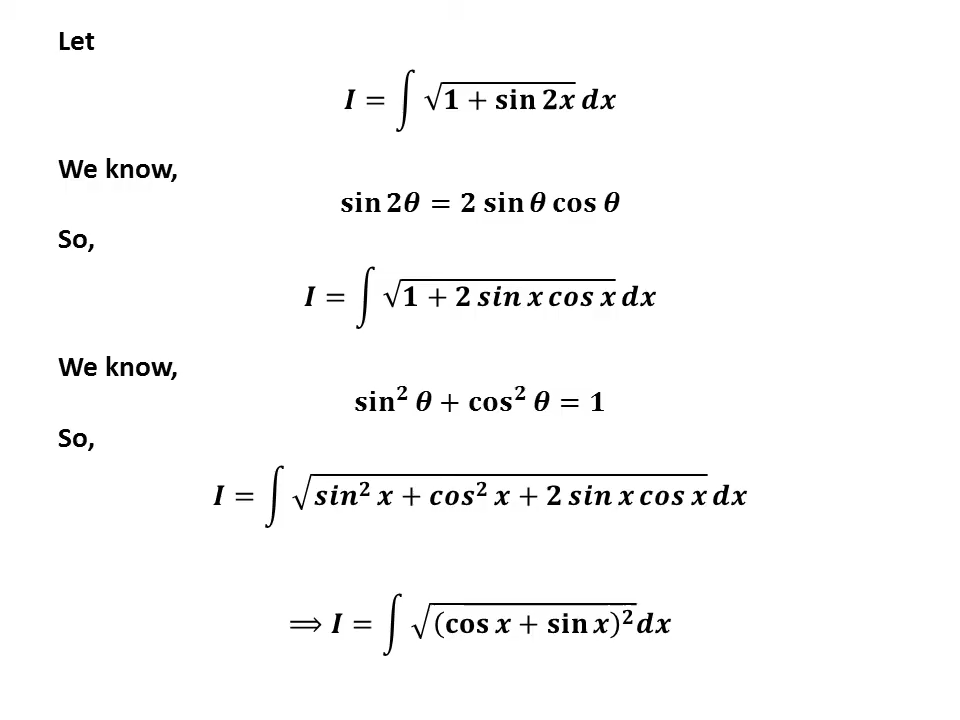 Let
I = ∫ √(1 + sin 2x) dx
We know,
sin 2θ = 2 sin θ cos θ
So,
I = ∫ √(1 + 2 sin x cos x) dx
We know,
sin² θ + cos² θ = 1
So,
I = ∫ √(sin² x + cos² x + 2 sin x cos x) dx
⟹ I = ∫ √((cos x + sin x)²) dx